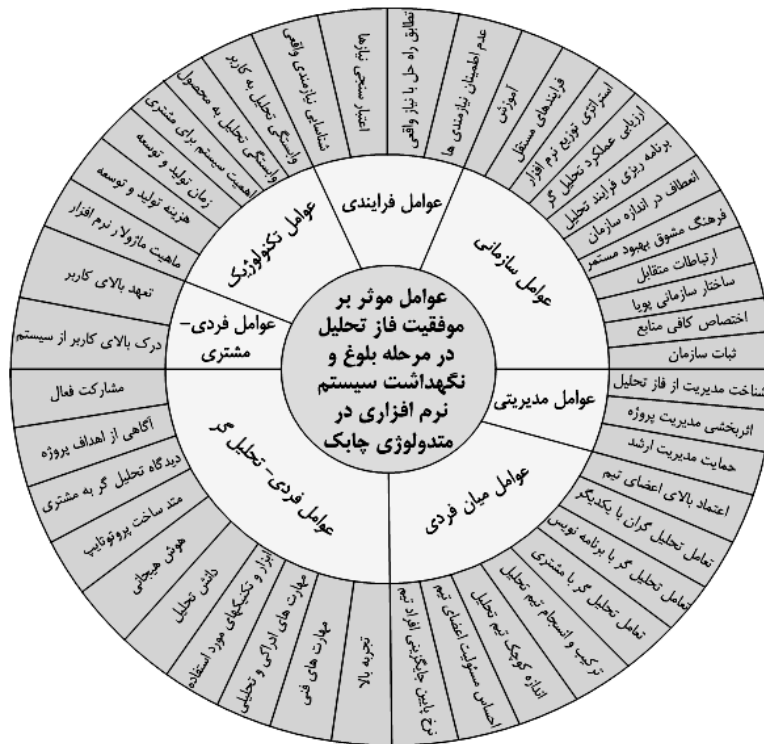 عوامل موثر بر
موفقیت فاز تحلیل
در مرحله بلوغ و
نگهداشت سیستم
نرم افزاری در
متدولوژی چابک
عوامل فرایندی
عدم اطمینان نیازمندی ها
تطابق راه حل با نیاز واقعی
اعتبار سنجی نیازها
شناسایی نیازمندی واقعی
عوامل تکنولوژیک
وابستگی تحلیل به کاربر
وابستگی تحلیل به محصول
اهمیت سیستم برای مشتری
زمان تولید و توسعه
هزینه تولید و توسعه
ماهیت ماژولار نرم افزار
عوامل فردی-
مشتری
تعهد بالای کاربر
درک بالای کاربر از سیستم
عوامل فردی- تحلیل گر
مشارکت فعال
آگاهی از اهداف پروژه
دیدگاه تحلیل گر به مشتری
متد ساخت پروتوتایپ
هوش هیجانی
دانش تحلیل
ابزار و تکنیکهای مورد استفاده
مهارت های ادراکی و تحلیلی
مهارت های فنی
تجربه بالا
عوامل میان فردی
نرخ پایین جایگزینی افراد تیم
احساس مسئولیت اعضای تیم
اندازه کوچک تیم تحلیل
ترکیب و انسجام تیم تحلیل
تعامل تحلیل گر با مشتری
تعامل تحلیل گر با برنامه نویس
تعامل تحلیل گران با یکدیگر
اعتماد بالای اعضای تیم
عوامل مدیریتی
حمایت مدیریت ارشد
اثربخشی مدیریت پروژه
شناخت مدیریت از فاز تحلیل
عوامل سازمانی
ثبات سازمان
اختصاص کافی منابع
ساختار سازمانی پویا
ارتباطات متقابل
فرهنگ مشوق بهبود مستمر
انعطاف در اندازه سازمان
برنامه ریزی فرایند تحلیل
ارزیابی عملکرد تحلیل گر
استراتژی توزیع نرم افزار
فرایندهای مستقل
آموزش